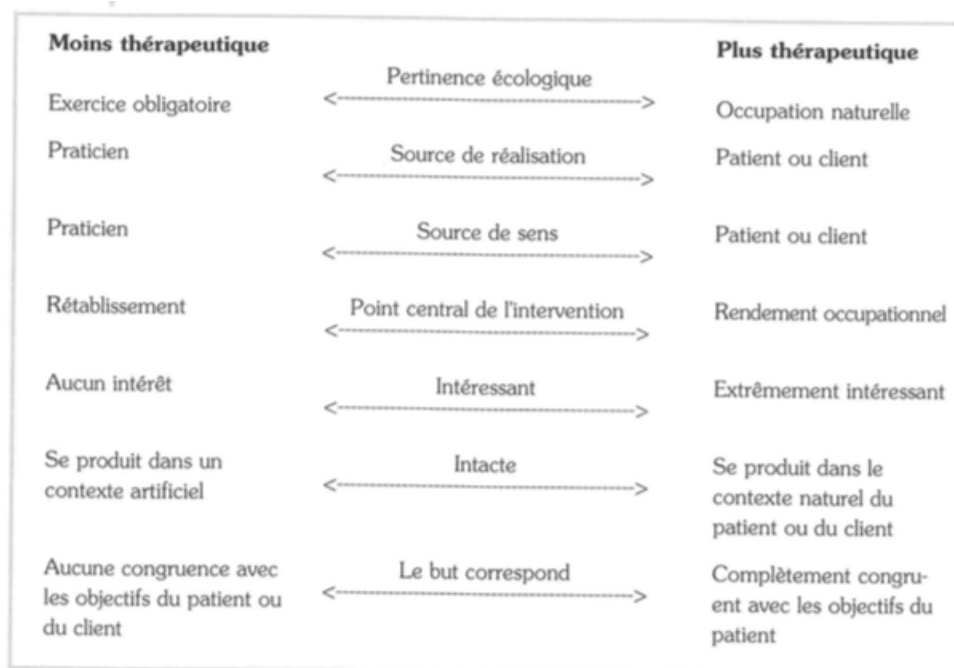 Moins thérapeutique
Plus thérapeutique
Pertinence écologique
Exercice obligatoire
<------------------------------------>
Occupation naturelle
Praticien
Source de réalisation
Patient ou client
<------------------------------------>
Praticien
Source de sens
Patient ou client
<------------------------------------>
Rétablissement
Point central de l'intervention
Rendement occupationnel
<------------------------------------>
Aucun intérêt
Intéressant
Extrêmement intéressant
<------------------------------------>
Se produit dans un
contexte artificiel
Intacte
<------------------------------------>
Se produit dans le
contexte naturel du
patient ou du client
Aucune congruence avec
les objectifs du patient ou
du client
Le but correspond
<------------------------------------>
Complètement congru-
ent avec les objectifs du
patient